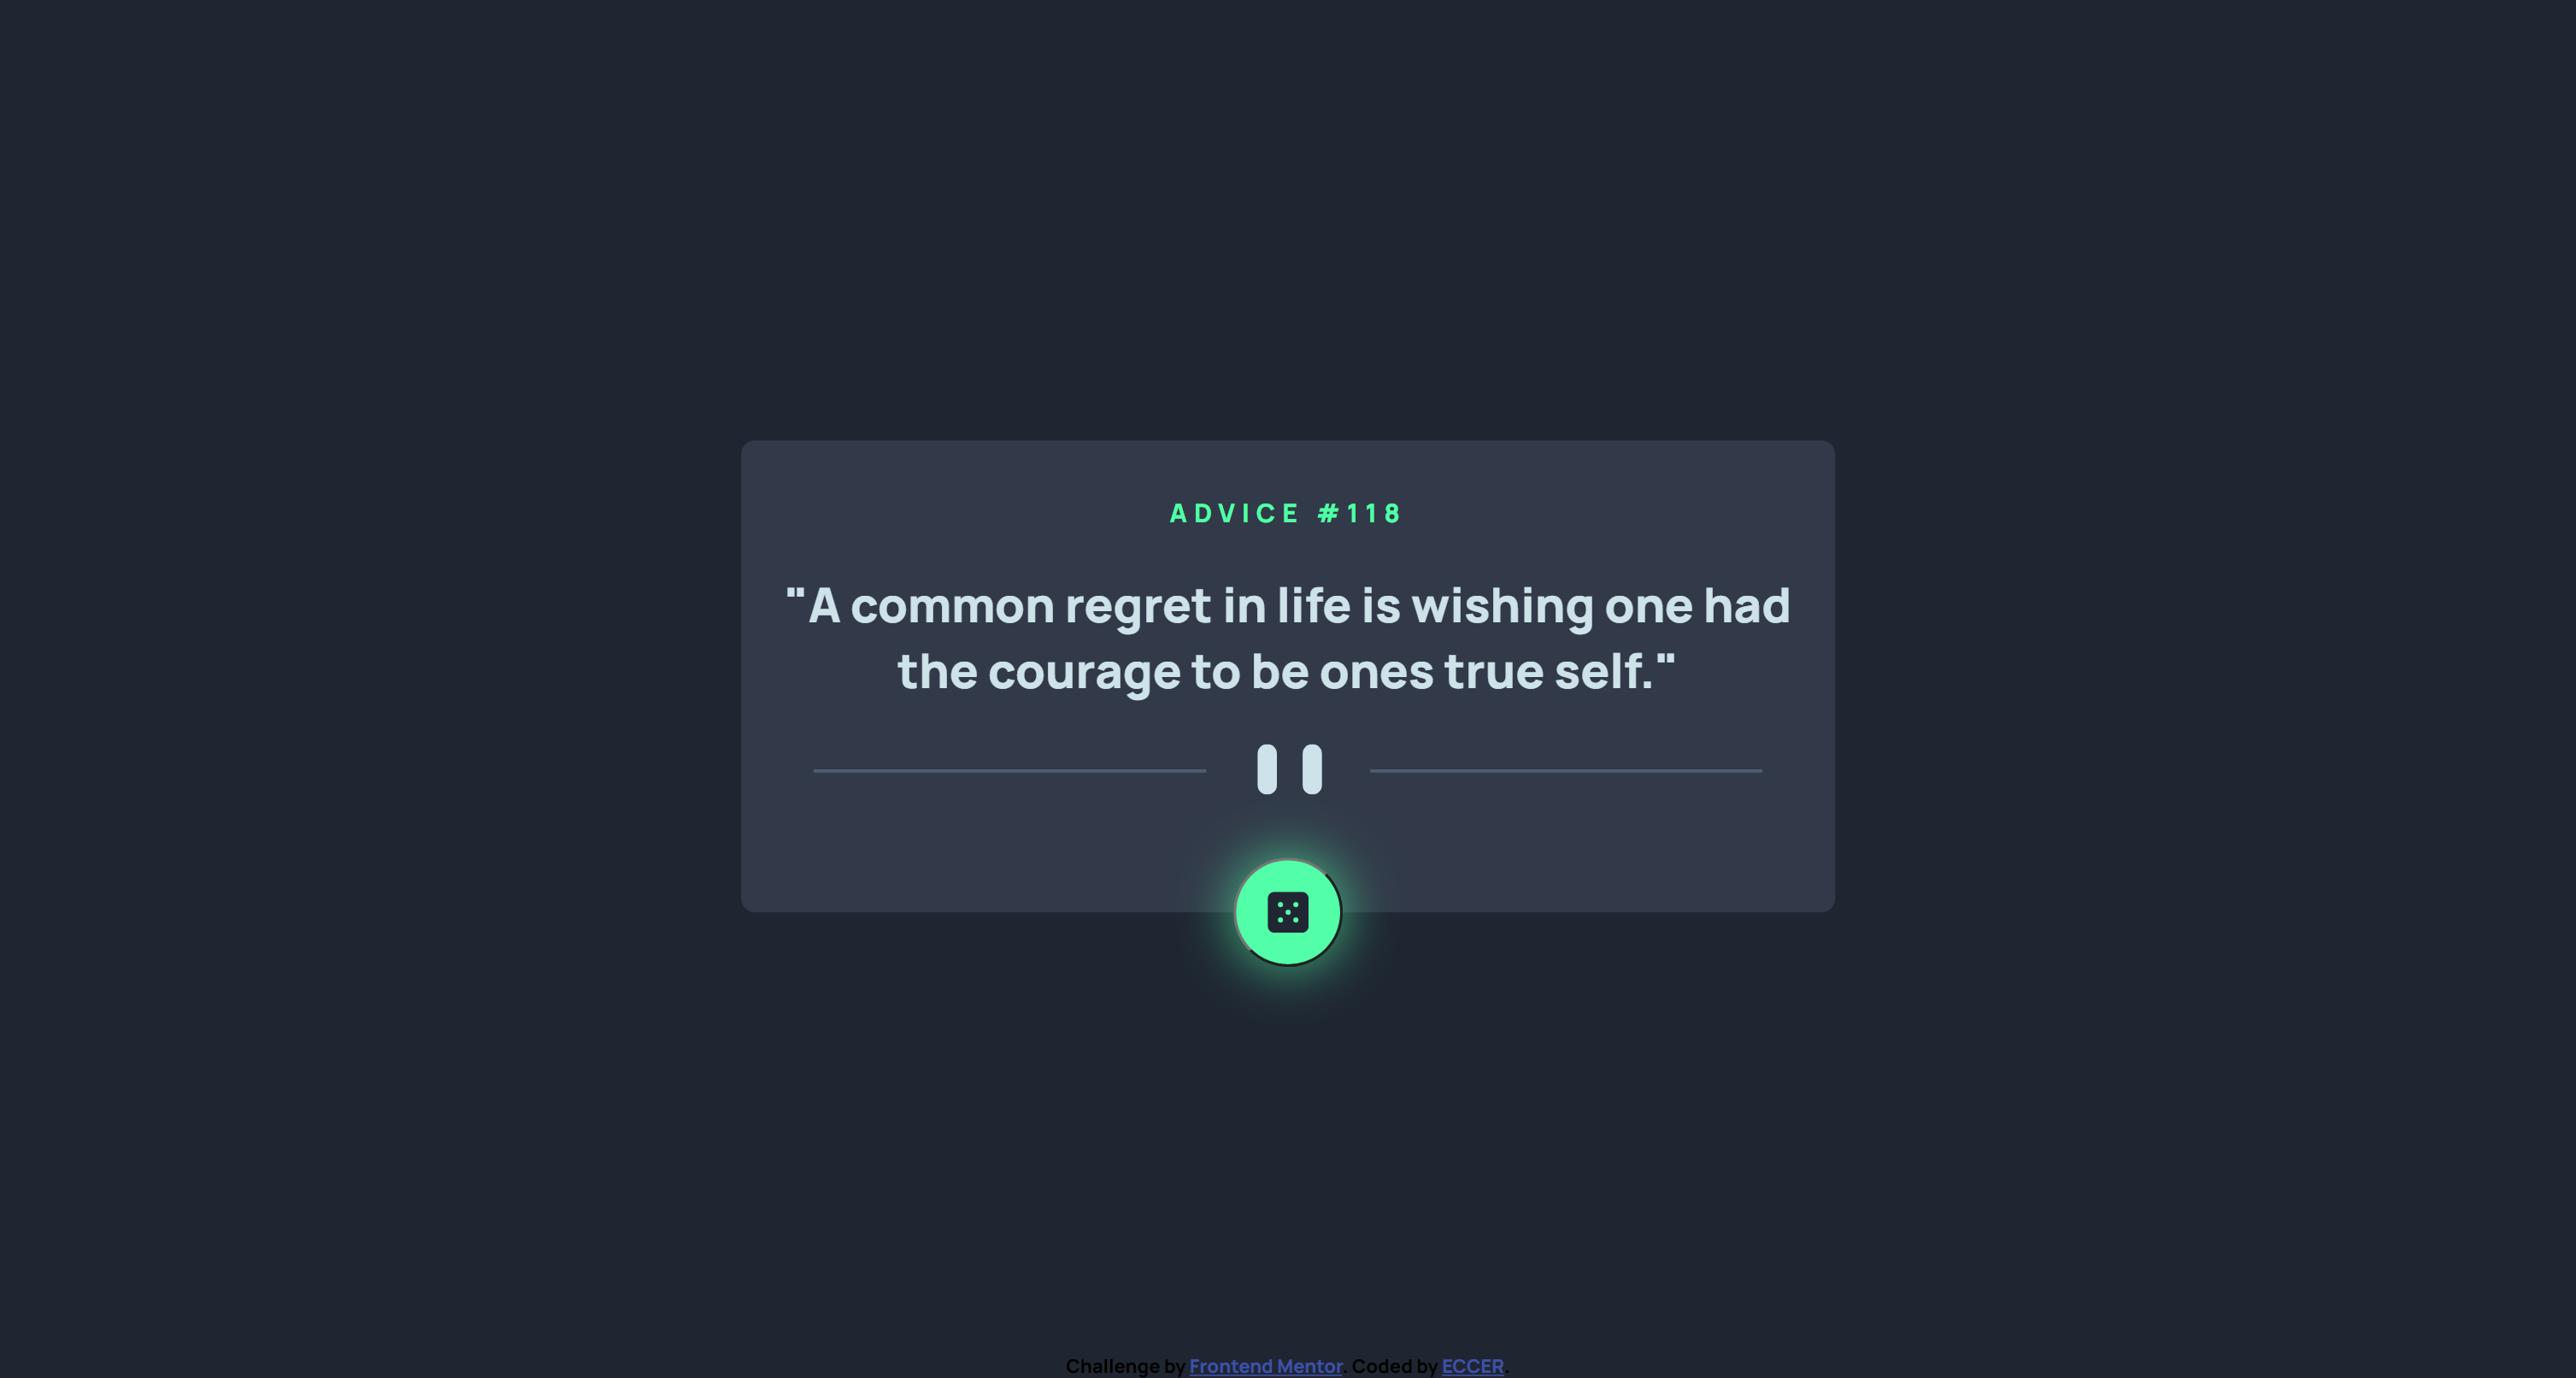 ADVICE #118
"A common regret in life is wishing one had
the courage to be ones true self."
Challenge by Frontend Mentor. Coded by ECCER.